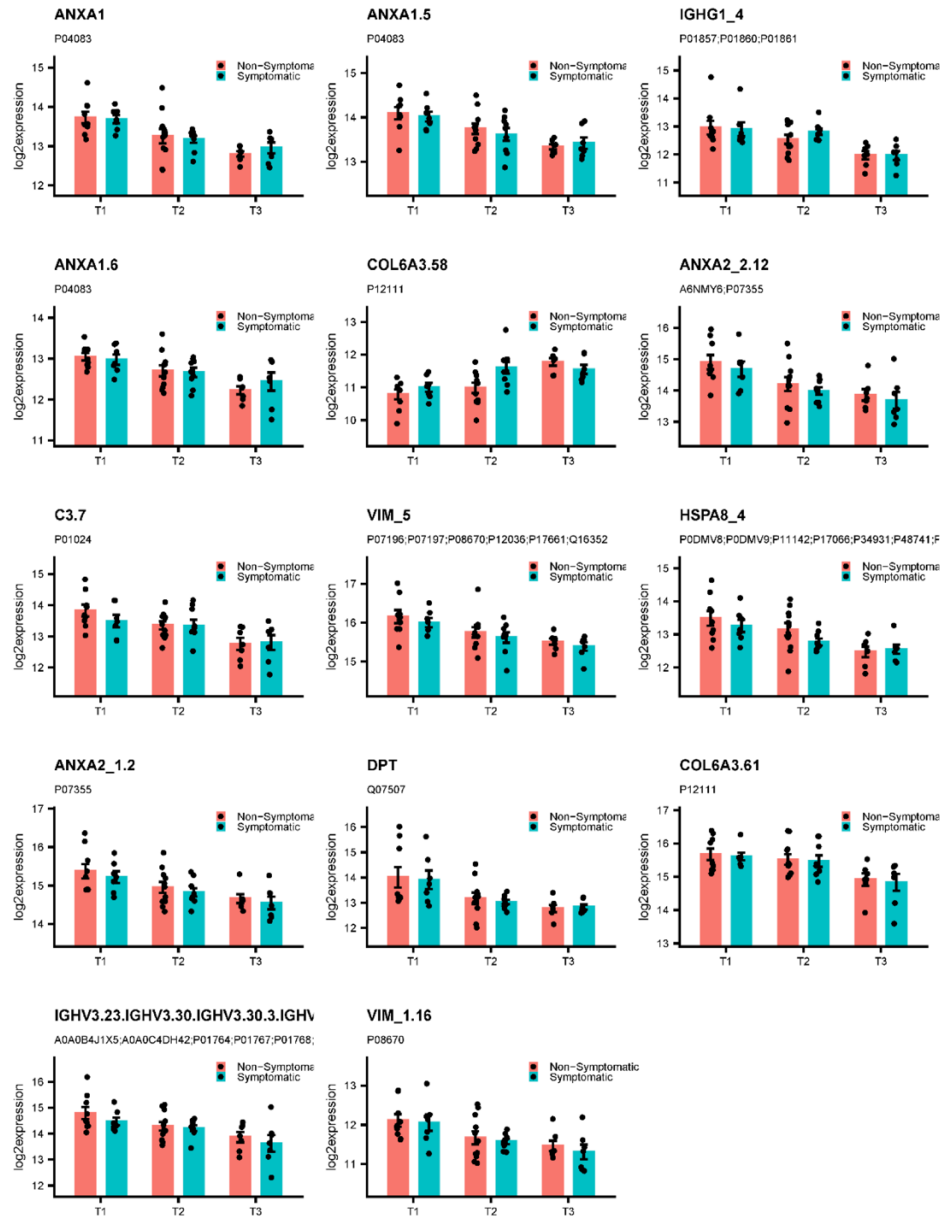 ANXA1
P04083
15
14
13
12
log2expression
Non-Symptoma
Symptomatic
T1
T2
T3
ANXA1.5
P04083
15
14
13
log2expression
Non-Symptoma
Symptomatic
T1
T2
T3
IGHG1_4
P01857;P01860;P01861
15
14
13
12
11
log2expression
Non-Symptoma
Symptomatic
T1
T2
T3
ANXA1.6
P04083
14
13
12
11
log2expression
Non-Symptoma
Symptomatic
T1
T2
T3
COL6A3.58
P12111
13
12
11
10
log2expression
Non-Symptoma
Symptomatic
T1
T2
T3
ANXA2_2.12
A6NMY6;P07355
16
15
14
13
log2expression
Non-Symptoma
Symptomatic
T1
T2
T3
C3.7
P01024
15
14
13
12
log2expression
Non-Symptoma
Symptomatic
T1
T2
T3
VIM_5
P07196;P07197;P08670;P12036;P17661;Q16352
17
16
15
log2expression
Non-Symptoma
Symptomatic
T1
T2
T3
HSPA8_4
P0DMV8;P0DMV9;P11142;P17066;P34931;P48741;F
15
14
13
12
log2expression
Non-Symptoma
Symptomatic
T1
T2
T3
ANXA2_1.2
P07355
17
16
15
14
log2expression
Non-Symptoma
Symptomatic
T1
T2
T3
DPT
Q07507
16
15
14
13
12
log2expression
Non-Symptoma
Symptomatic
T1
T2
T3
COL6A3.61
P12111
17
16
15
14
13
log2expression
Non-Symptoma
Symptomatic
T1
T2
T3
IGHV3.23.IGHV3.30.IGHV3.30.3.IGHV
A0A0B4J1X5;A0A0C4DH42;P01764;P01767;P01768;
16
15
14
13
12
log2expression
Non-Symptoma
Symptomatic
T1
T2
T3
VIM_1.16
P08670
13
12
11
log2expression
Non-Symptomatic
Symptomatic
T1
T2
T3